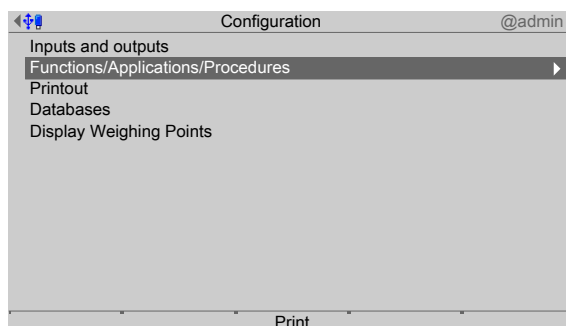 Configuration @admin
Inputs and outputs
Functions/Applications/Procedures
Printout
Databases
Display Weighing Points
Print